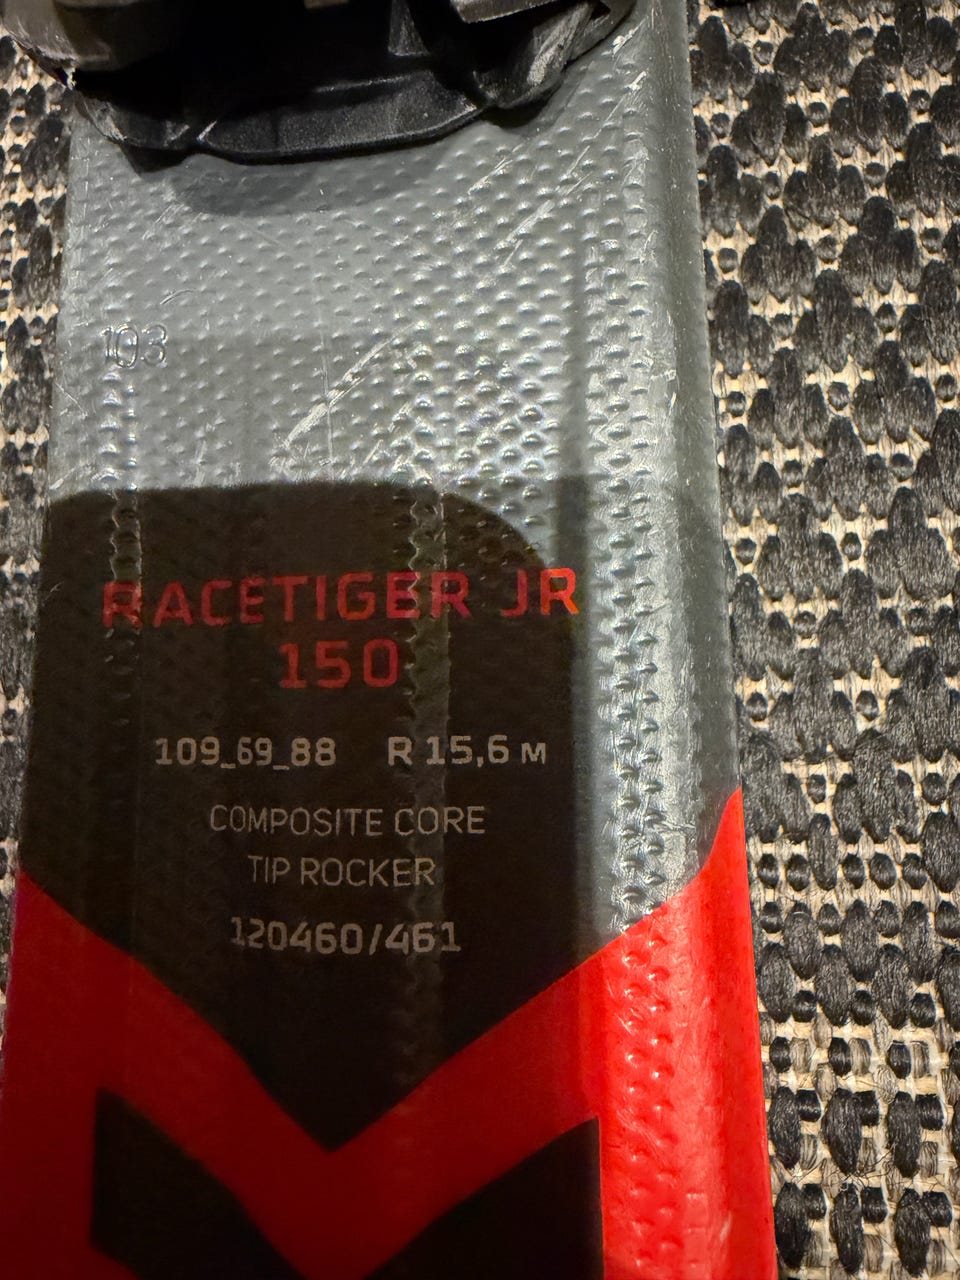 103
RACETIGER JR
150
109_69_88 R 15,6 M
COMPOSITE CORE
TIP ROCKER
120460/461